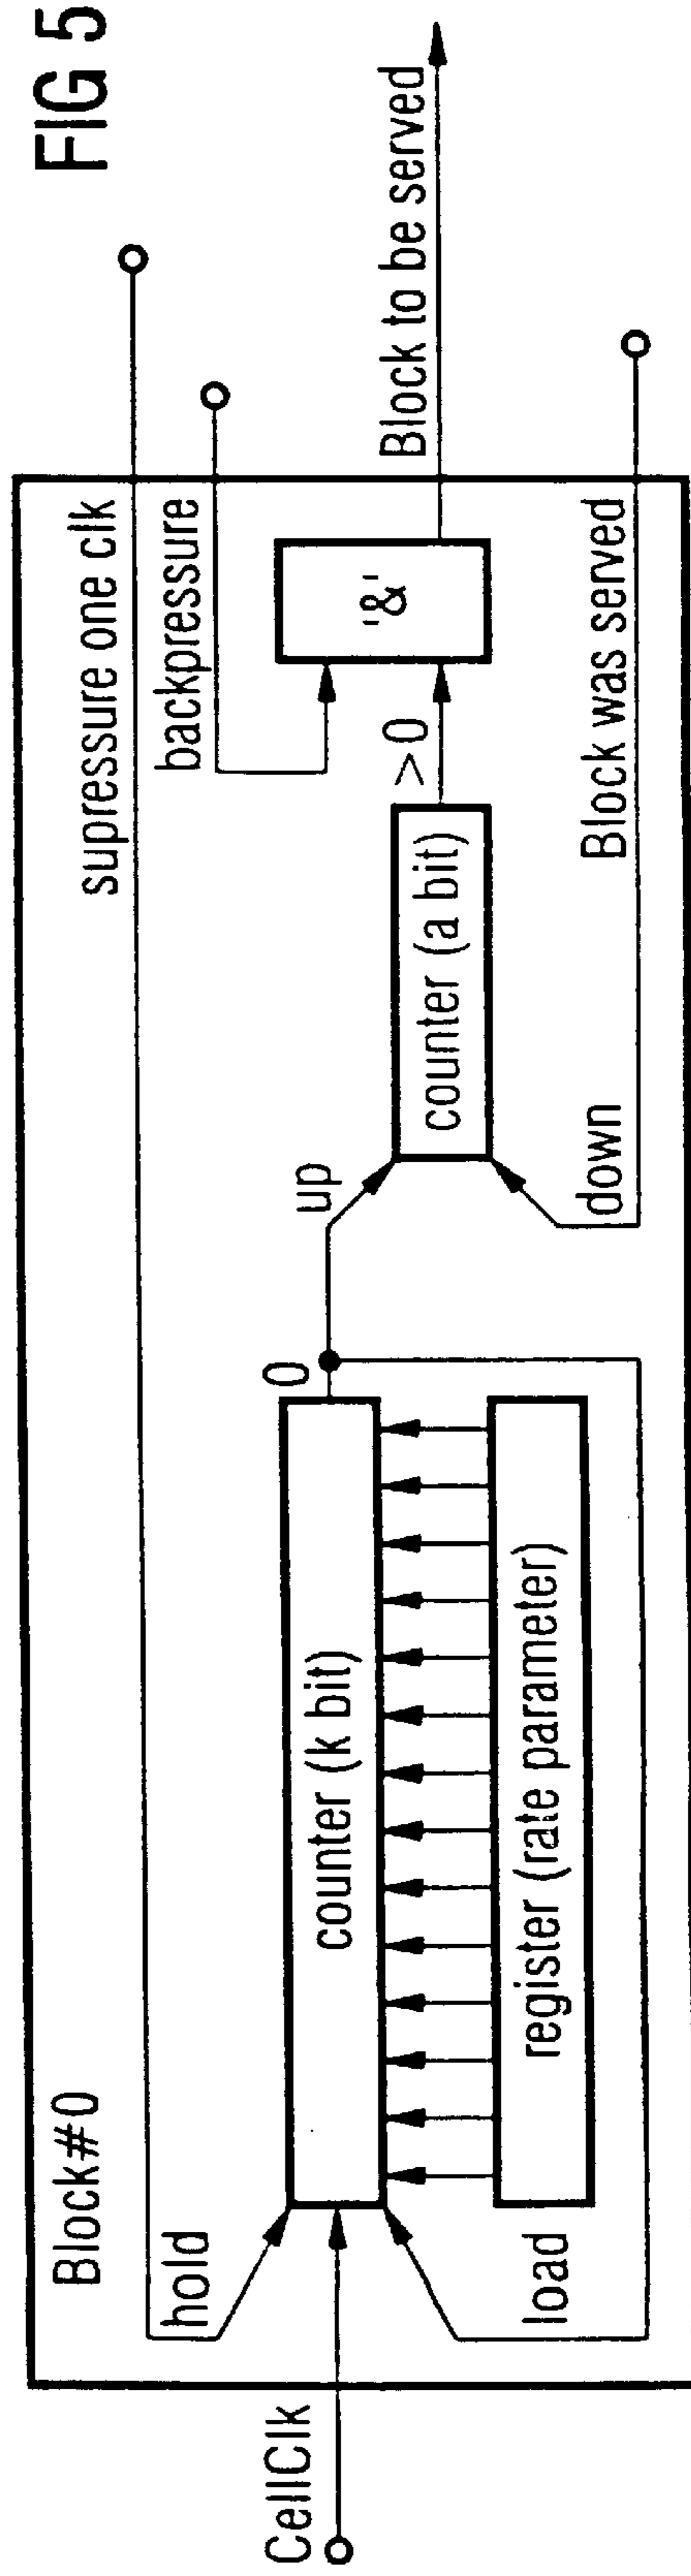 FIG 5
Block#0
supressure one clk
backpressure
hold
CellClk
counter (k bit)
0
up
'&'
Block to be served
>0
counter (a bit)
register (rate parameter)
load
down
Block was served